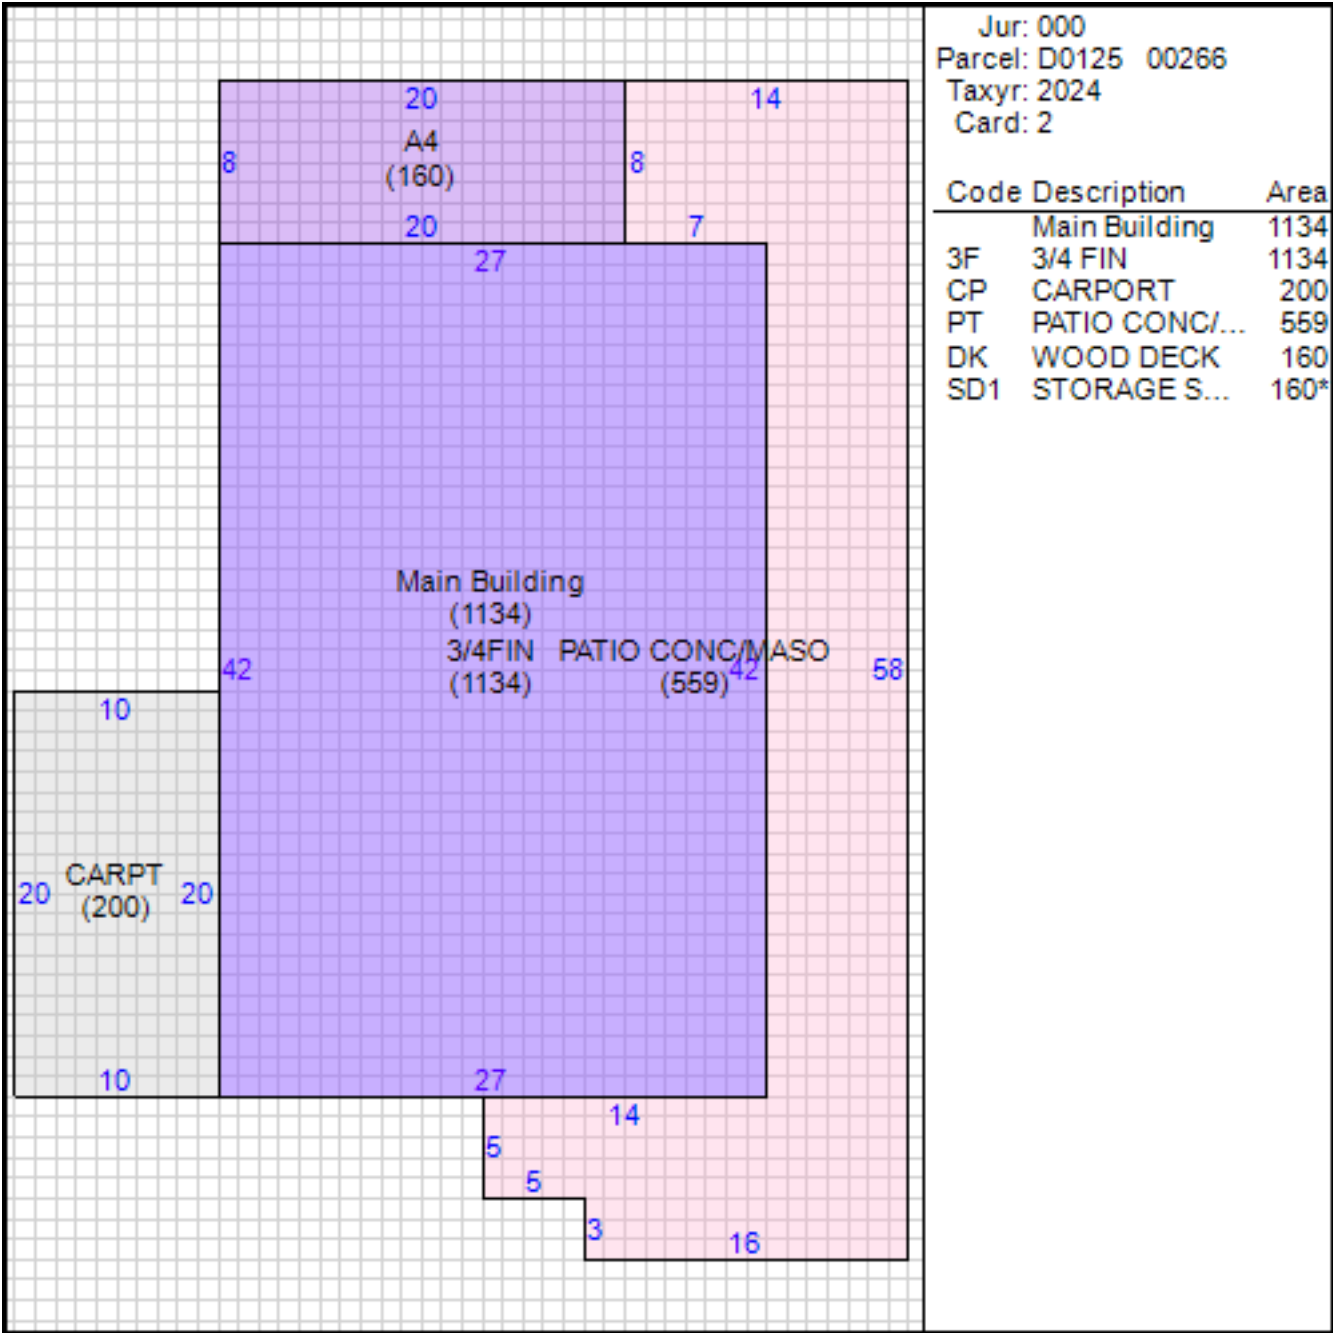 Jur: 000
Parcel: D0125 00266
Taxyr: 2024
Card: 2
Code Description Area
Main Building 1134
3F 3/4 FIN 1134
CP CARPORT 200
PT PATIO CONC/... 559
DK WOOD DECK 160
SD1 STORAGE S... 160*
20
14
A4
8
(160)
8
20
7
27
Main Building
(1134)
3/4FIN
(1134)
PATIO CONC/MASO
(559)
42
42
58
10
CARPT
(200)
20
20
10
27
14
5
5
3
16